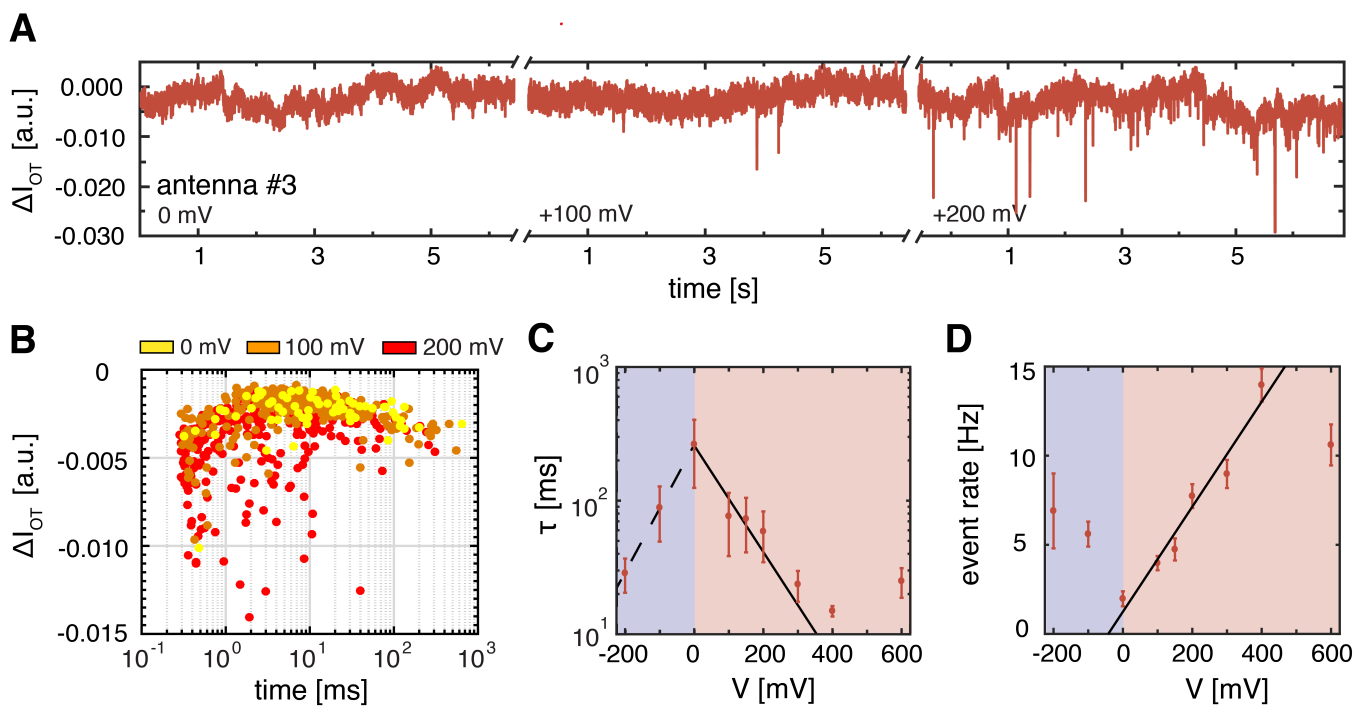 A
ΔI_OT [a.u.]
0.000
-0.010
-0.020
-0.030
antenna #3
0 mV
+100 mV
+200 mV
1 3 5 1 3 5 1 3 5
time [s]
B
0 mV 100 mV 200 mV
ΔI_OT [a.u.]
0
-0.005
-0.010
-0.015
10^-1 10^0 10^1 10^2 10^3
time [ms]
C
τ [ms]
10^3
10^2
10^1
-200 0 200 400 600
V [mV]
D
event rate [Hz]
15
10
5
0
-200 0 200 400 600
V [mV]